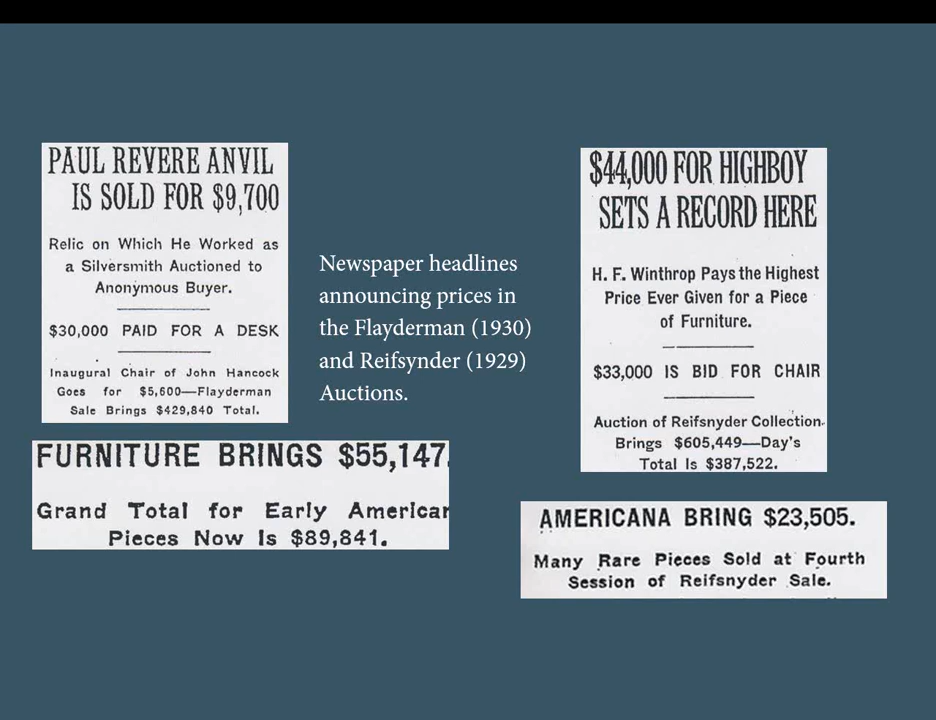 PAUL REVERE ANVIL
IS SOLD FOR $9,700
Relic on Which He Worked as
a Silversmith Auctioned to
Anonymous Buyer.
$30,000 PAID FOR A DESK
Inaugural Chair of John Hancock
Goes for $5,600—Flayderman
Sale Brings $429,840 Total.
FURNITURE BRINGS $55,147.
Grand Total for Early American
Pieces Now Is $89,841.
Newspaper headlines
announcing prices in
the Flayderman (1930)
and Reifsynder (1929)
Auctions.
$44,000 FOR HIGHBOY
SETS A RECORD HERE
H. F. Winthrop Pays the Highest
Price Ever Given for a Piece
of Furniture.
$33,000 IS BID FOR CHAIR
Auction of Reifsnyder Collection
Brings $605,449—Day's
Total Is $387,522.
AMERICANA BRING $23,505.
Many Rare Pieces Sold at Fourth
Session of Reifsnyder Sale.